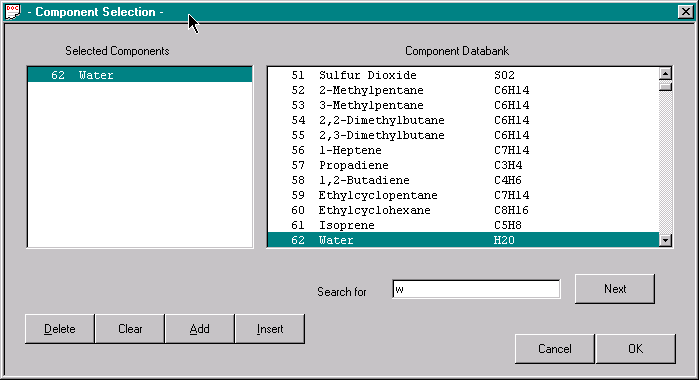 - Component Selection -
Selected Components
Component Databank
62 Water
51 Sulfur Dioxide SO2
52 2-Methylpentane C6H14
53 3-Methylpentane C6H14
54 2,2-Dimethylbutane C6H14
55 2,3-Dimethylbutane C6H14
56 1-Heptene C7H14
57 Propadiene C3H4
58 1,2-Butadiene C4H6
59 Ethylcyclopentane C7H14
60 Ethylcyclohexane C8H16
61 Isoprene C5H8
62 Water H2O
Search for w Next
Delete Clear Add Insert
Cancel OK